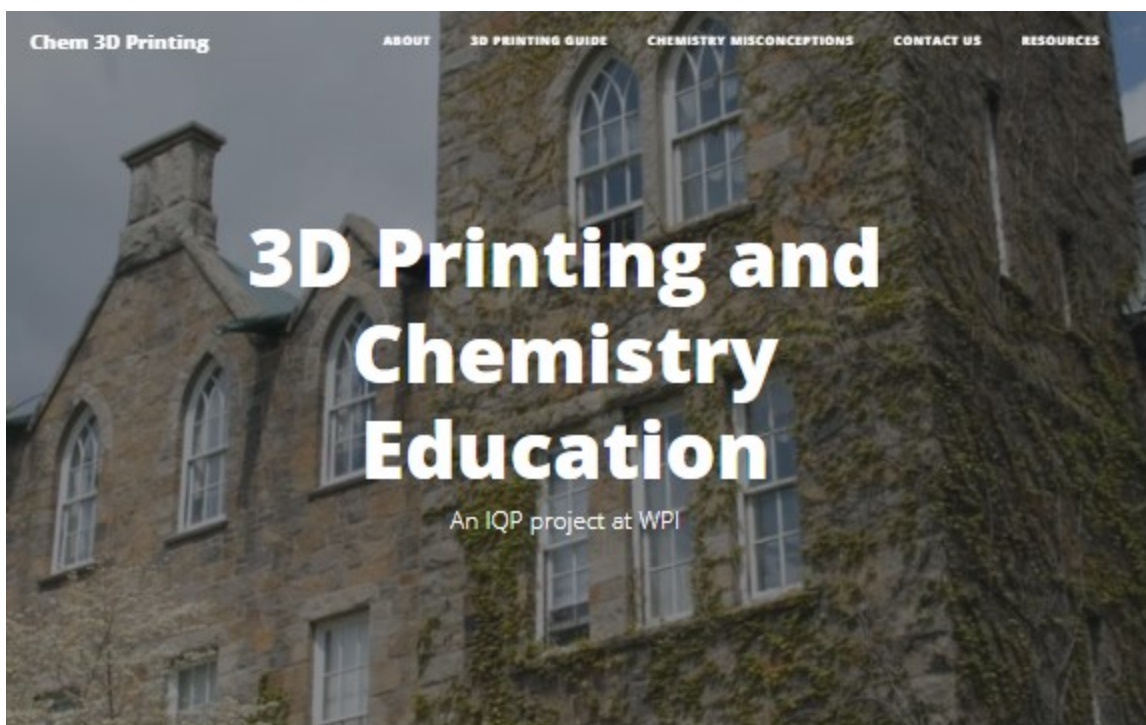 Chem 3D Printing
ABOUT 3D PRINTING GUIDE CHEMISTRY MISCONCEPTIONS CONTACT US RESOURCES
3D Printing and
Chemistry
Education
An IQP project at WPI